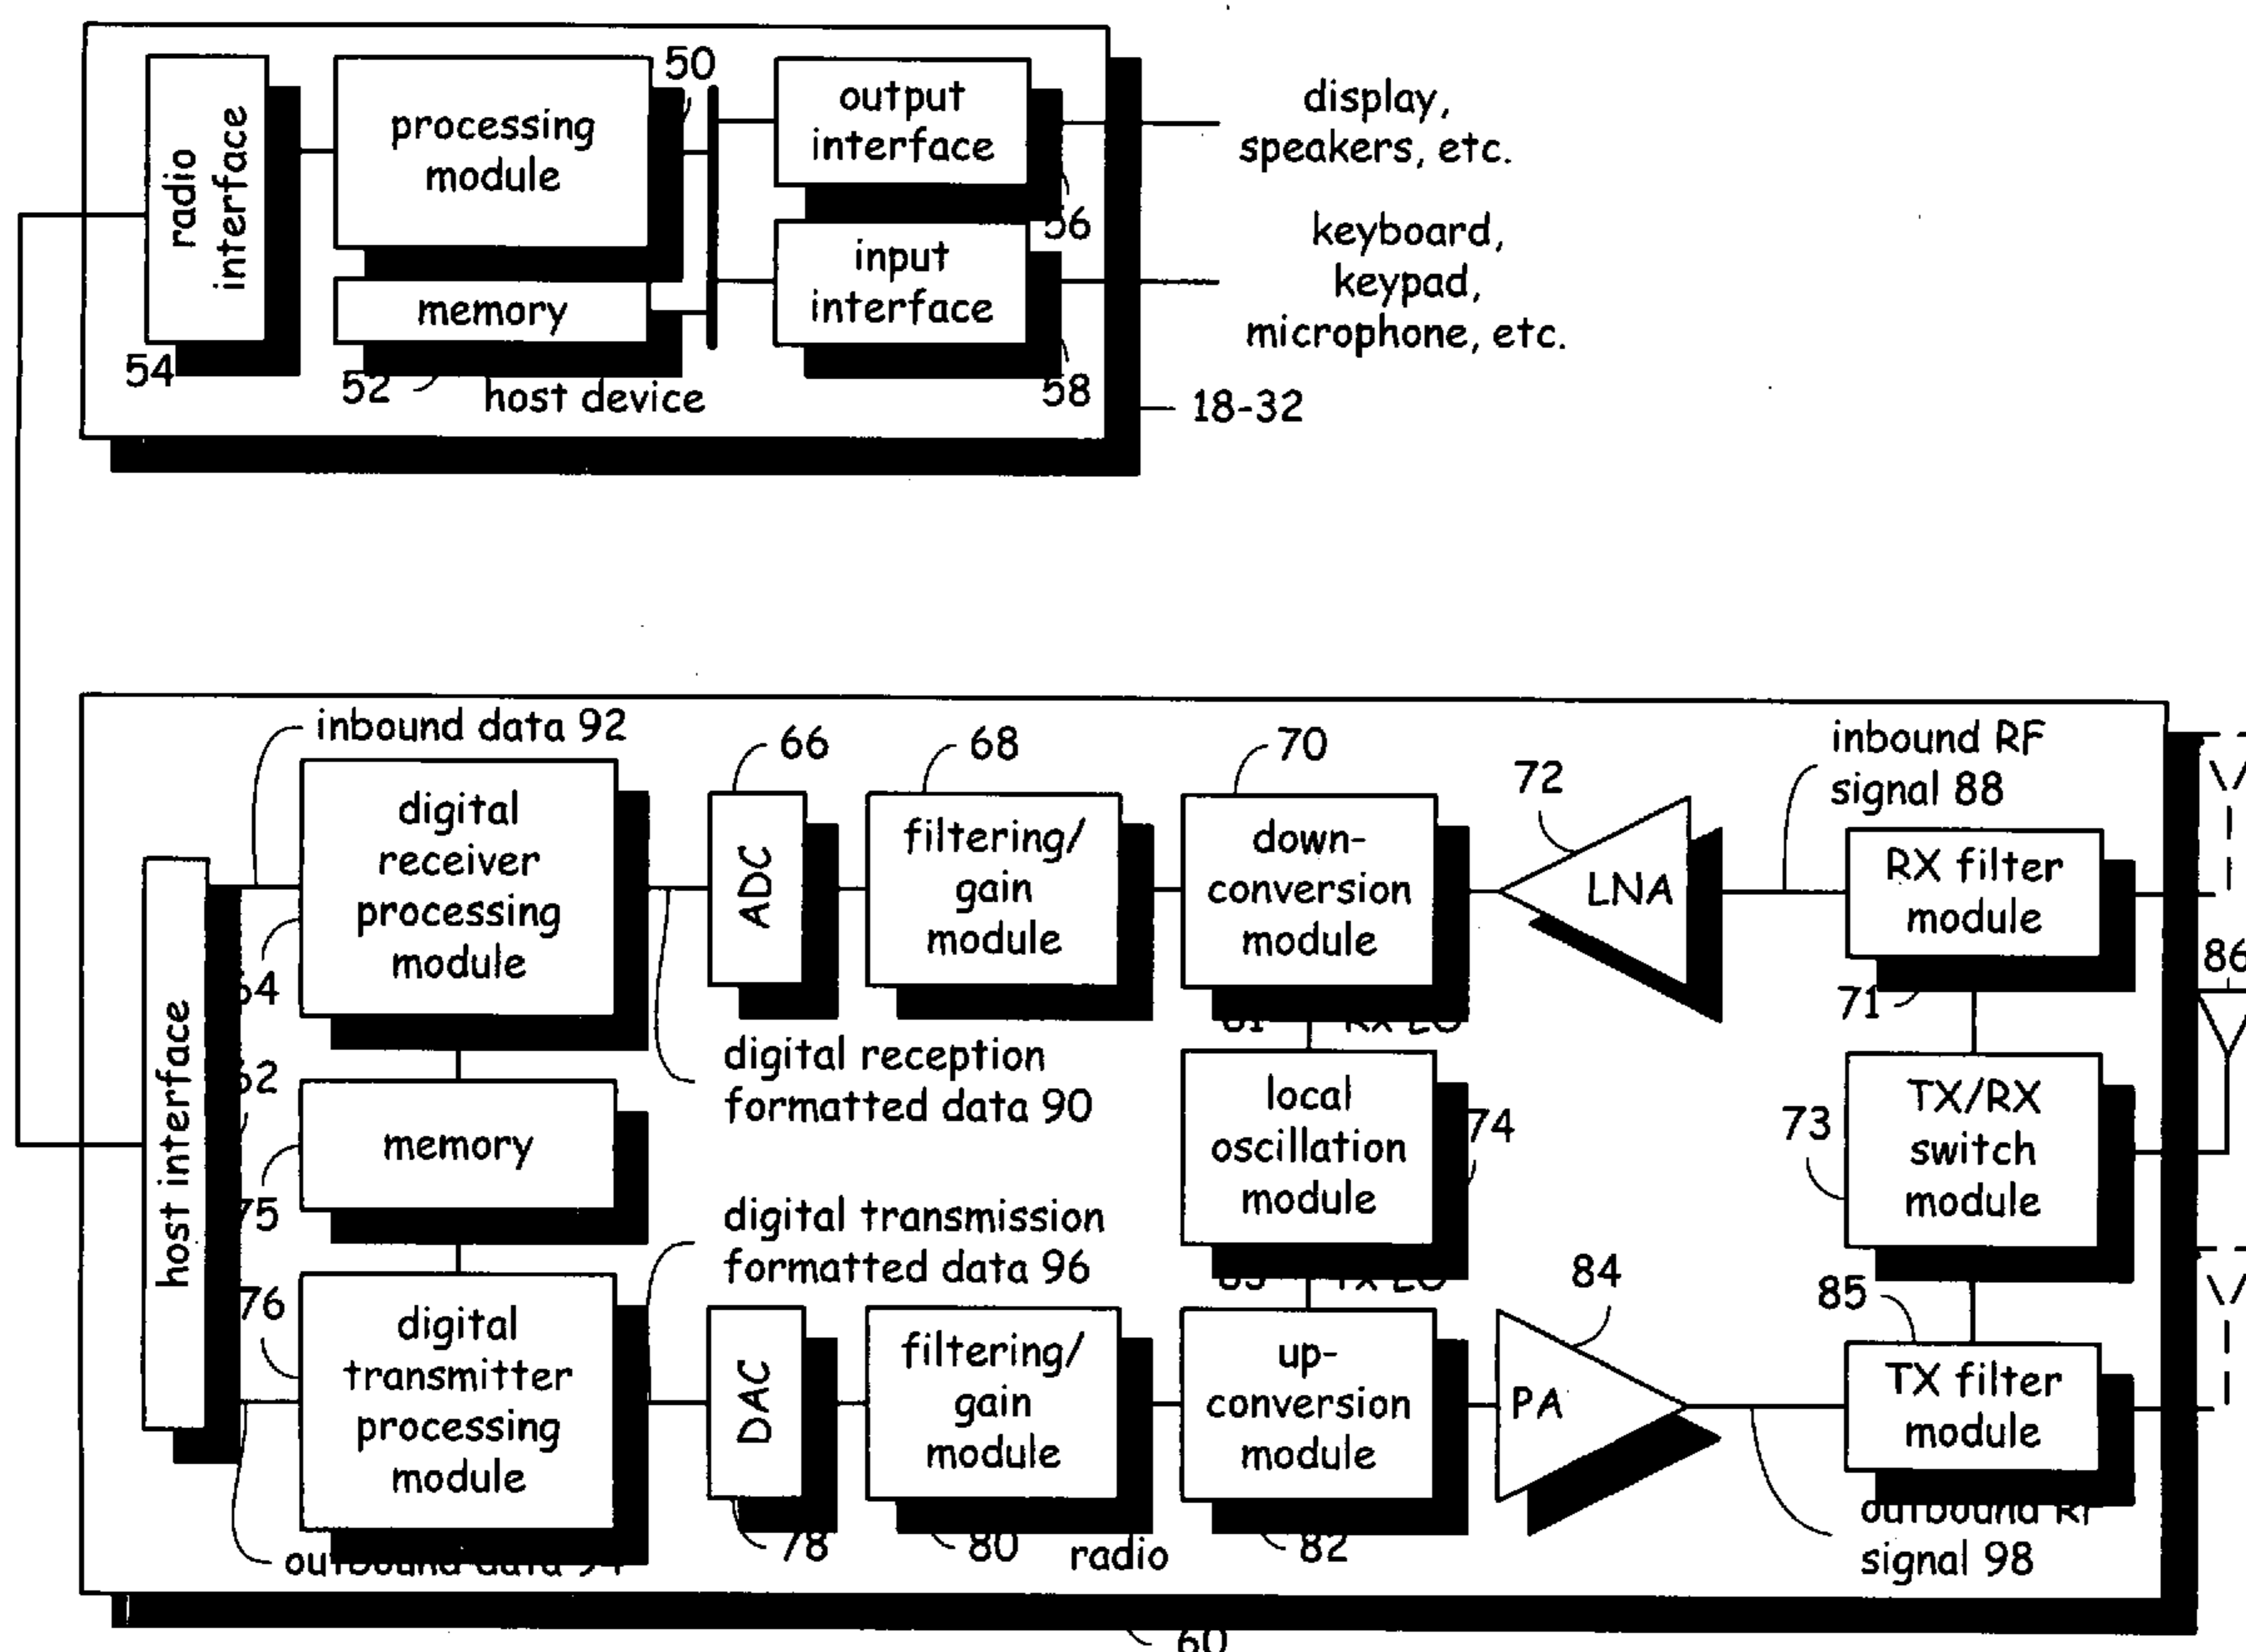 50
radio
interface
processing
module
output
interface
display,
speakers, etc.
56
memory
input
interface
keyboard,
keypad,
microphone, etc.
54
52
host device
58
18-32
inbound data 92
66
68
70
72
inbound RF
signal 88
digital
receiver
processing
module
ADC
filtering/
gain
module
down-
conversion
module
LNA
RX filter
module
64
71
86
host interface
62
digital reception
formatted data 90
memory
75
local
oscillation
module
74
73
TX/RX
switch
module
digital transmission
formatted data 96
76
84
85
digital
transmitter
processing
module
DAC
filtering/
gain
module
up-
conversion
module
PA
TX filter
module
78
80
radio
82
outbound RF
signal 98
60